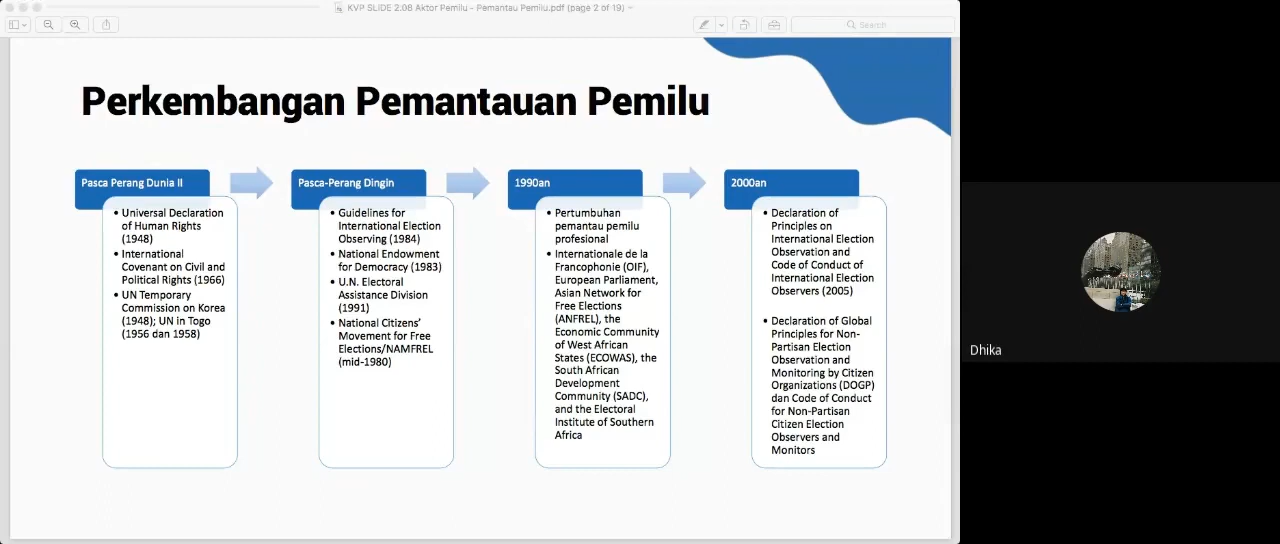 KVP SLIDE 2.08 Aktor Pemilu - Pemantau Pemilu.pdf (page 2 of 19)
Search
Perkembangan Pemantauan Pemilu
Pasca Perang Dunia II
• Universal Declaration
of Human Rights
(1948)
• International
Covenant on Civil and
Political Rights (1966)
• UN Temporary
Commission on Korea
(1948); UN in Togo
(1956 dan 1958)
Pasca-Perang Dingin
• Guidelines for
International Election
Observing (1984)
• National Endowment
for Democracy (1983)
• U.N. Electoral
Assistance Division
(1991)
• National Citizens’
Movement for Free
Elections/NAMFREL
(mid-1980)
1990an
• Pertumbuhan
pemantau pemilu
profesional
• Internationale de la
Francophonie (OIF),
European Parliament,
Asian Network for
Free Elections
(ANFREL), the
Economic Community
of West African
States (ECOWAS), the
South African
Development
Community (SADC),
and the Electoral
Institute of Southern
Africa
2000an
• Declaration of
Principles on
International Election
Observation and
Code of Conduct of
International Election
Observers (2005)
• Declaration of Global
Principles for Non-
Partisan Election
Observation and
Monitoring by Citizen
Organizations (DOGP)
dan Code of Conduct
for Non-Partisan
Citizen Election
Observers and
Monitors
Dhika